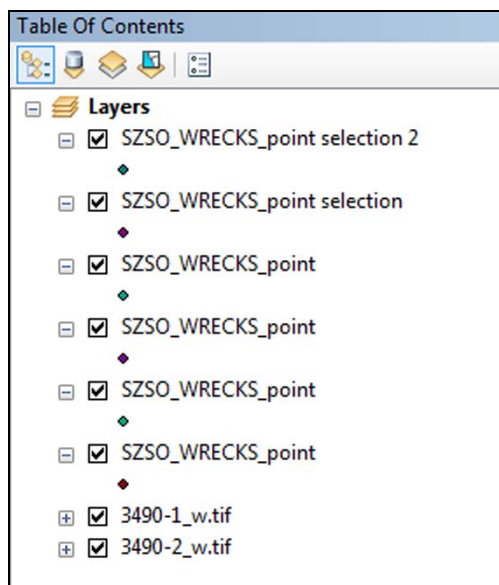 Table Of Contents
Layers
SZSO_WRECKS_point selection 2
SZSO_WRECKS_point selection
SZSO_WRECKS_point
SZSO_WRECKS_point
SZSO_WRECKS_point
SZSO_WRECKS_point
3490-1_w.tif
3490-2_w.tif